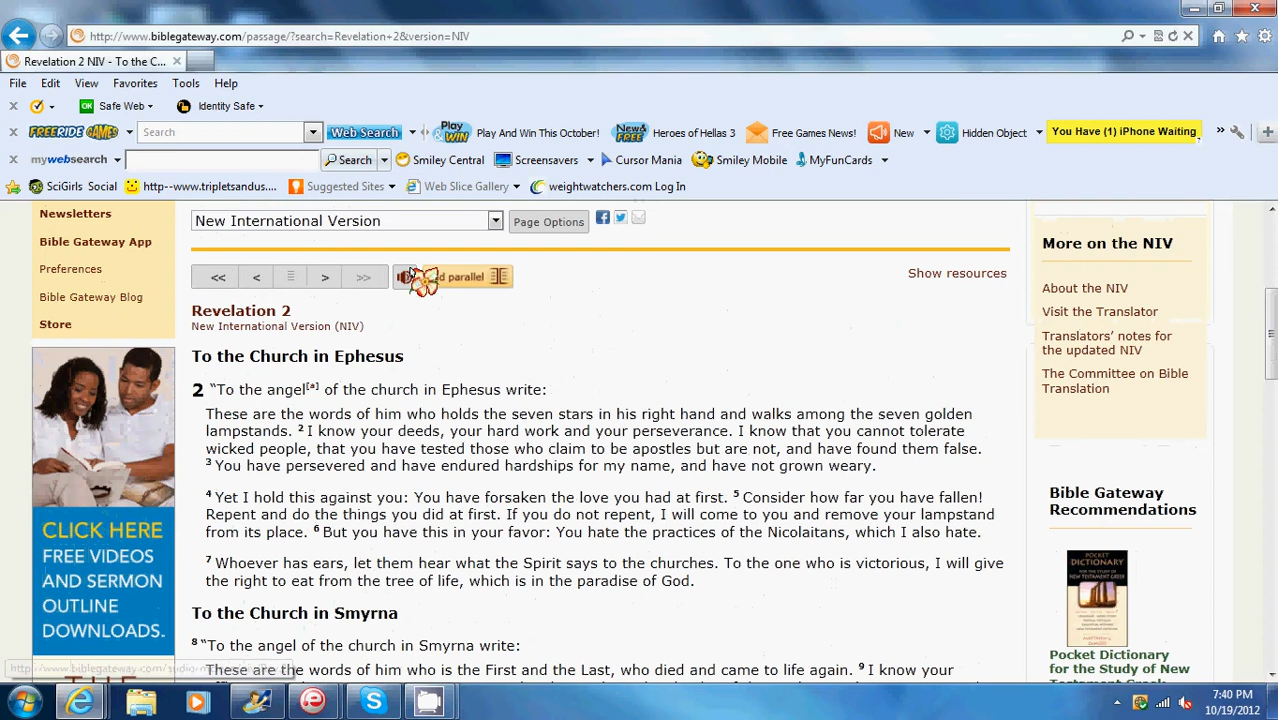 http://www.biblegateway.com/passage/?search=Revelation+2&version=NIV
Revelation 2 NIV - To the C...
File Edit View Favorites Tools Help
Safe Web Identity Safe
FREERIDE GAMES Search Web Search Play and WIN Play And Win This October! New & FREE Heroes of Hellas 3 Free Games News! New Hidden Object You Have (1) iPhone Waiting
mywebsearch Search Smiley Central Screensavers Cursor Mania Smiley Mobile MyFunCards
SciGirls Social http--www.tripletsandus.... Suggested Sites Web Slice Gallery weightwatchers.com Log In
Newsletters
Bible Gateway App
Preferences
Bible Gateway Blog
Store
CLICK HERE
FREE VIDEOS
AND SERMON
OUTLINE
DOWNLOADS.
THE
New International Version Page Options
<< < > >> parallel Show resources
Revelation 2
New International Version (NIV)
To the Church in Ephesus
2 “To the angel[a] of the church in Ephesus write:
These are the words of him who holds the seven stars in his right hand and walks among the seven golden
lampstands. 2 I know your deeds, your hard work and your perseverance. I know that you cannot tolerate
wicked people, that you have tested those who claim to be apostles but are not, and have found them false.
3 You have persevered and have endured hardships for my name, and have not grown weary.
4 Yet I hold this against you: You have forsaken the love you had at first. 5 Consider how far you have fallen!
Repent and do the things you did at first. If you do not repent, I will come to you and remove your lampstand
from its place. 6 But you have this in your favor: You hate the practices of the Nicolaitans, which I also hate.
7 Whoever has ears, let them hear what the Spirit says to the churches. To the one who is victorious, I will give
the right to eat from the tree of life, which is in the paradise of God.
To the Church in Smyrna
8 “To the angel of the church in Smyrna write:
These are the words of him who is the First and the Last, who died and came to life again. 9 I know your
More on the NIV
About the NIV
Visit the Translator
Translators’ notes for
the updated NIV
The Committee on Bible
Translation
Bible Gateway
Recommendations
POCKET
DICTIONARY
Pocket Dictionary
for the Study of New
Testament Greek
7:40 PM
10/19/2012